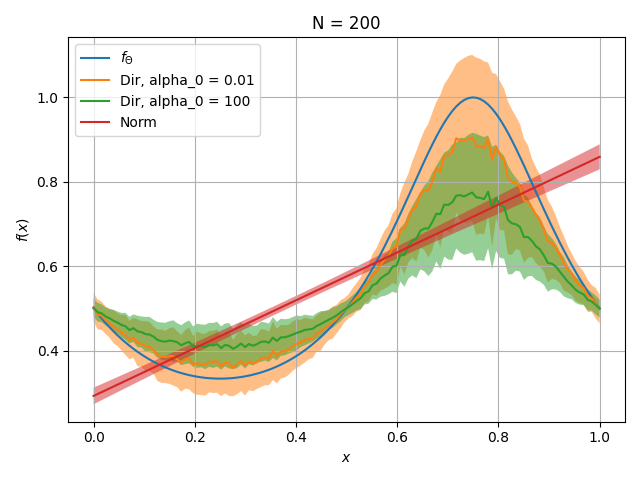 N = 200
f_Θ
Dir, alpha_0 = 0.01
Dir, alpha_0 = 100
Norm
f(x)
1.0
0.8
0.6
0.4
0.0 0.2 0.4 0.6 0.8 1.0
x